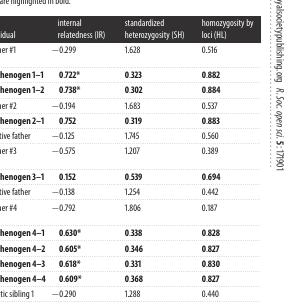 are highlighted in bold.
idual internal relatedness (IR) standardized heterozygosity (SH) homozygosity by loci (HL)
er #1 −0.299 1.628 0.516
henogen 1–1 0.722* 0.323 0.882
henogen 1–2 0.738* 0.302 0.884
er #2 −0.194 1.683 0.537
henogen 2–1 0.752 0.319 0.883
tive father −0.125 1.745 0.560
er #3 −0.575 1.207 0.389
henogen 3–1 0.152 0.539 0.694
tive father −0.138 1.254 0.442
er #4 −0.792 1.806 0.187
henogen 4–1 0.630* 0.338 0.828
henogen 4–2 0.605* 0.346 0.827
henogen 4–3 0.618* 0.331 0.830
henogen 4–4 0.609* 0.368 0.827
tic sibling 1 −0.290 1.288 0.440
yalsocietypublishing.org R. Soc. open sci. 5: 171901